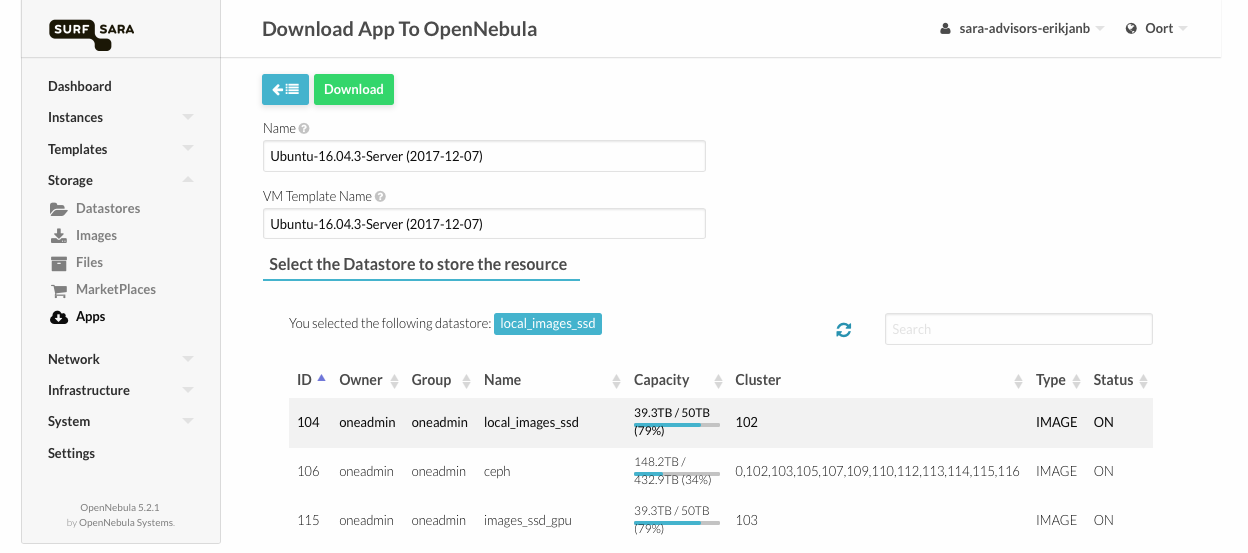 SURF SARA
Download App To OpenNebula
sara-advisors-erikjanb
Oort
Dashboard
Instances
Templates
Storage
Datastores
Images
Files
MarketPlaces
Apps
Network
Infrastructure
System
Settings
OpenNebula 5.2.1
by OpenNebula Systems.
Download
Name
Ubuntu-16.04.3-Server (2017-12-07)
VM Template Name
Ubuntu-16.04.3-Server (2017-12-07)
Select the Datastore to store the resource
You selected the following datastore: local_images_ssd
Search
ID Owner Group Name Capacity Cluster Type Status
104 oneadmin oneadmin local_images_ssd 39.3TB / 50TB (79%) 102 IMAGE ON
106 oneadmin oneadmin ceph 148.2TB / 432.9TB (34%) 0,102,103,105,107,109,110,112,113,114,115,116 IMAGE ON
115 oneadmin oneadmin images_ssd_gpu 39.3TB / 50TB (79%) 103 IMAGE ON